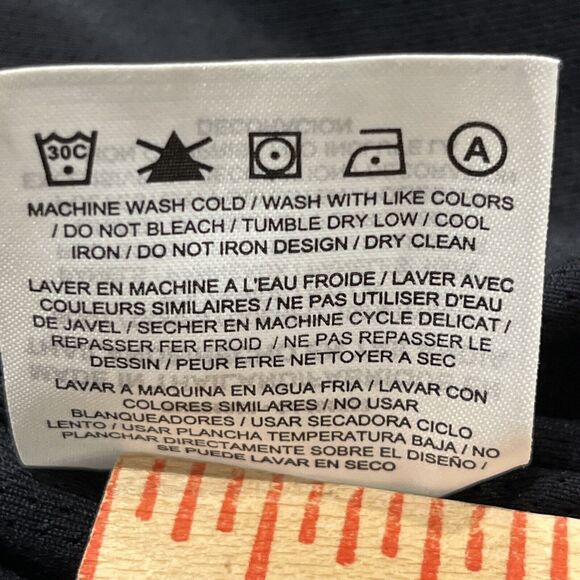 30C
A
MACHINE WASH COLD / WASH WITH LIKE COLORS
/ DO NOT BLEACH / TUMBLE DRY LOW / COOL
IRON / DO NOT IRON DESIGN / DRY CLEAN
LAVER EN MACHINE A L'EAU FROIDE / LAVER AVEC
COULEURS SIMILAIRES / NE PAS UTILISER D'EAU
DE JAVEL / SECHER EN MACHINE CYCLE DELICAT /
REPASSER FER FROID / NE PAS REPASSER LE
DESSIN / PEUR ETRE NETTOYER A SEC
LAVAR A MAQUINA EN AGUA FRIA / LAVAR CON
COLORES SIMILARES / NO USAR
BLANQUEADORES / USAR SECADORA CICLO
LENTO / USAR PLANCHA TEMPERATURA BAJA / NO
PLANCHAR DIRECTAMENTE SOBRE EL DISEÑO /
SE PUEDE LAVAR EN SECO